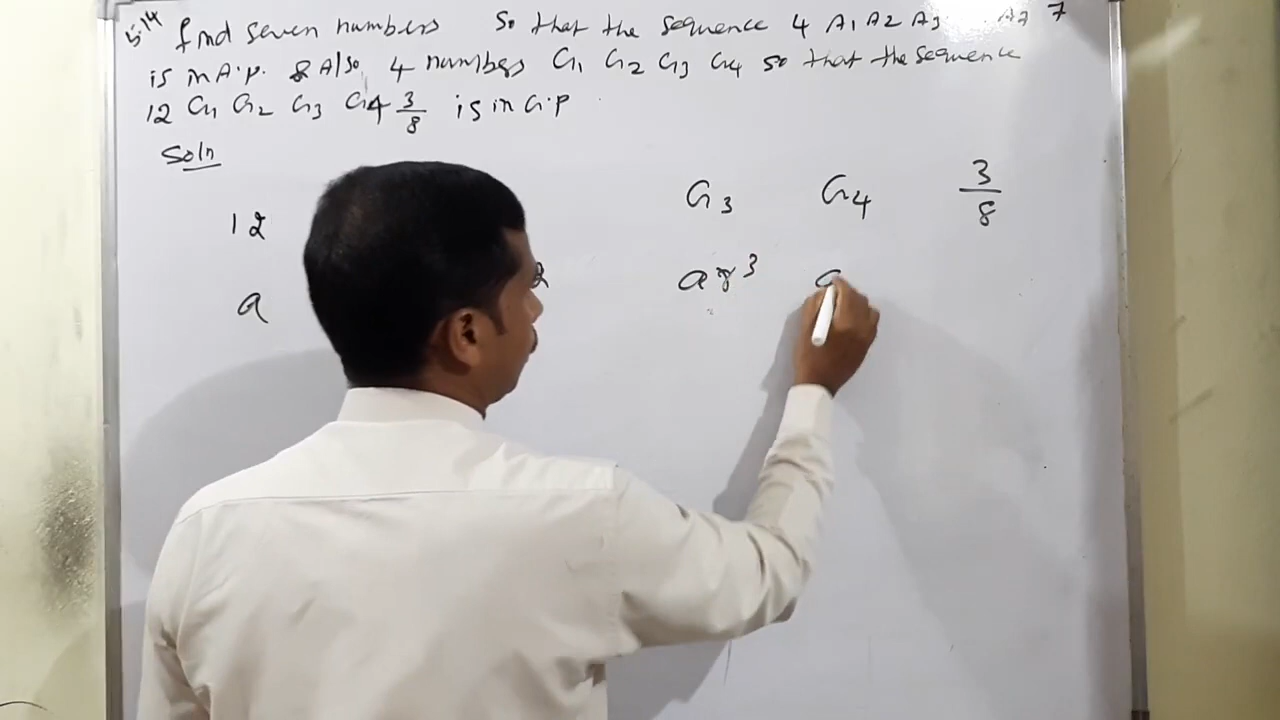 5.14 find seven numbers So that the sequence 4 A1 A2 A3 ... A7 7
is in A.p. & Also 4 numbers G1 G2 G3 G4 so that the sequence
12 G1 G2 G3 G4 3/8 is in G.P
Soln
12 G3 G4 3/8
a 2 ar3 a